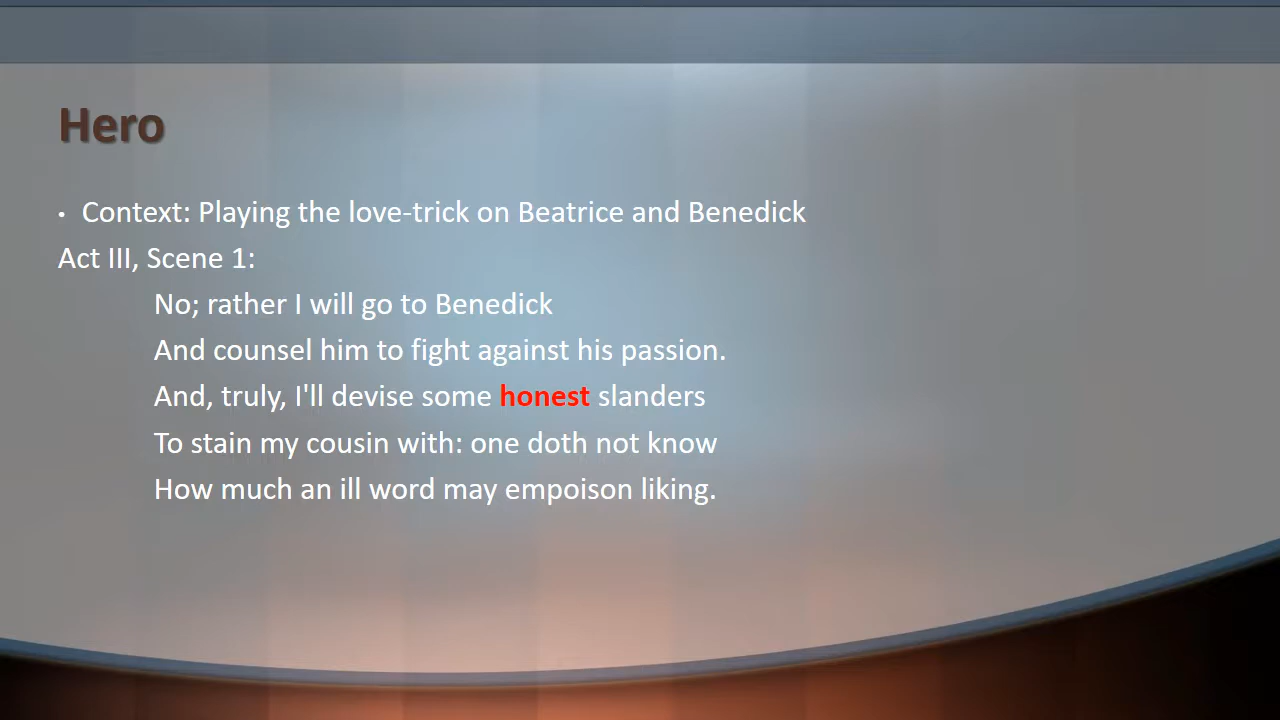 Hero
• Context: Playing the love-trick on Beatrice and Benedick
Act III, Scene 1:
No; rather I will go to Benedick
And counsel him to fight against his passion.
And, truly, I'll devise some honest slanders
To stain my cousin with: one doth not know
How much an ill word may empoison liking.